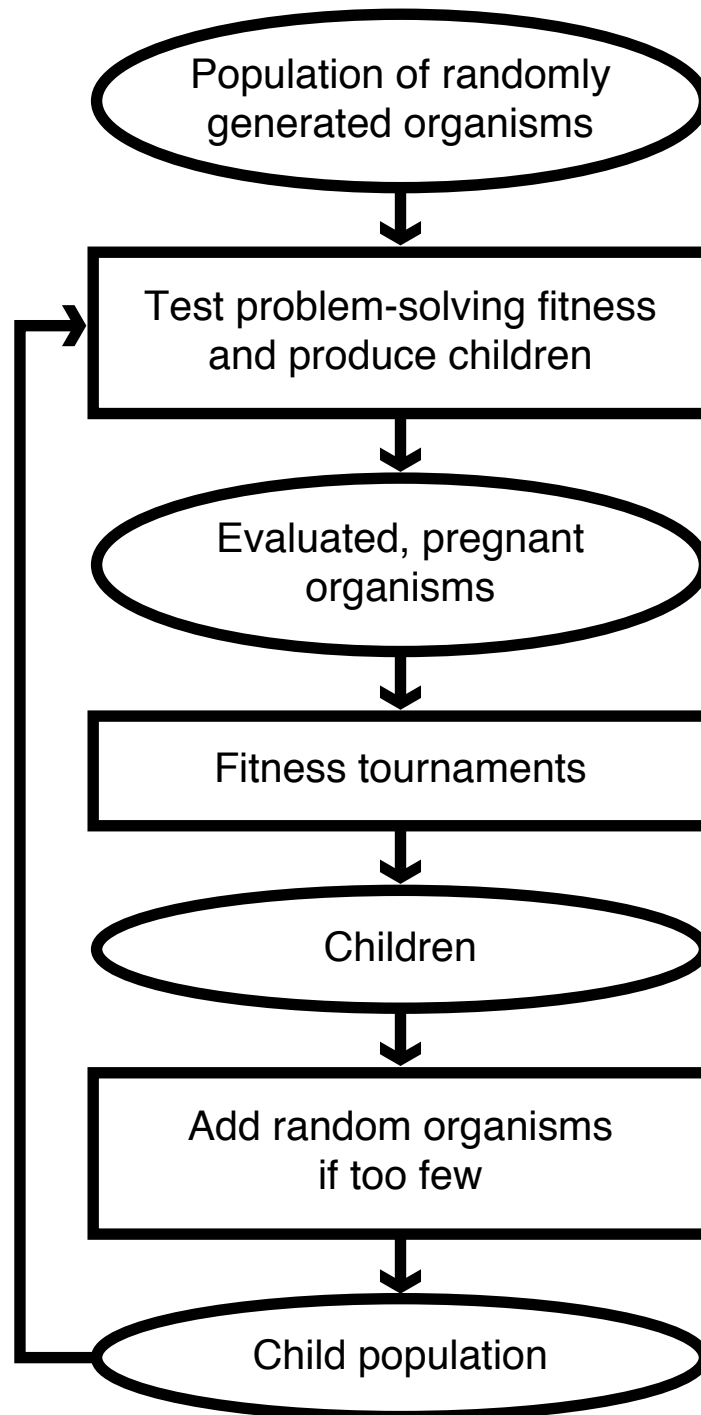 Population of randomly
generated organisms
Test problem-solving fitness
and produce children
Evaluated, pregnant
organisms
Fitness tournaments
Children
Add random organisms
if too few
Child population